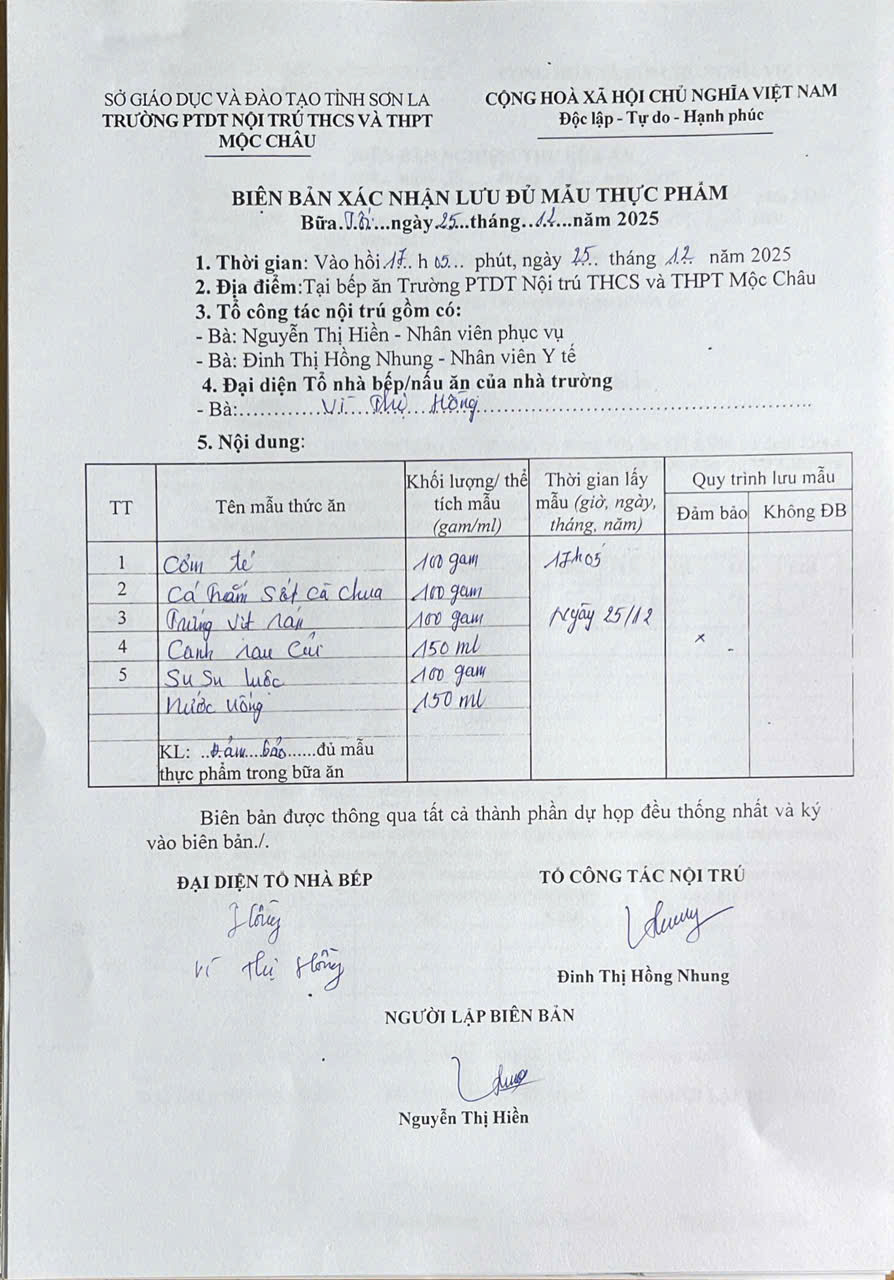 SỞ GIÁO DỤC VÀ ĐÀO TẠO TỈNH SƠN LA
TRƯỜNG PTDT NỘI TRÚ THCS VÀ THPT
MỘC CHÂU
CỘNG HOÀ XÃ HỘI CHỦ NGHĨA VIỆT NAM
Độc lập - Tự do - Hạnh phúc
BIÊN BẢN XÁC NHẬN LƯU ĐỦ MẪU THỰC PHẨM
Bữa.Tối...ngày.25...tháng...12...năm 2025
1. Thời gian: Vào hồi 17.. h 05... phút, ngày 25.. tháng 12 năm 2025
2. Địa điểm:Tại bếp ăn Trường PTDT Nội trú THCS và THPT Mộc Châu
3. Tổ công tác nội trú gồm có:
- Bà: Nguyễn Thị Hiền - Nhân viên phục vụ
- Bà: Đinh Thị Hồng Nhung - Nhân viên Y tế
4. Đại diện Tổ nhà bếp/nấu ăn của nhà trường
- Bà:.............Vì...Thị...Hồng.............................................
5. Nội dung:
TT Tên mẫu thức ăn Khối lượng/ thể tích mẫu (gam/ml) Thời gian lấy mẫu (giờ, ngày, tháng, năm) Quy trình lưu mẫu
Đảm bảo Không ĐB
1 Cơm tẻ 100 gam 17h05
2 Cá trắm sốt cà chua 100 gam
3 Trứng vịt rán 100 gam Ngày 25/12
4 Canh rau cải 150 ml x -
5 Su Su luộc 100 gam
Nước uống 150 ml
KL: ..Đảm...bảo......đủ mẫu
thực phẩm trong bữa ăn
Biên bản được thông qua tất cả thành phần dự họp đều thống nhất và ký
vào biên bản./.
ĐẠI DIỆN TỔ NHÀ BẾP
TỔ CÔNG TÁC NỘI TRÚ
Hồng
Vì Thị Hồng
Nhung
Đinh Thị Hồng Nhung
NGƯỜI LẬP BIÊN BẢN
Nguyễn Thị Hiền